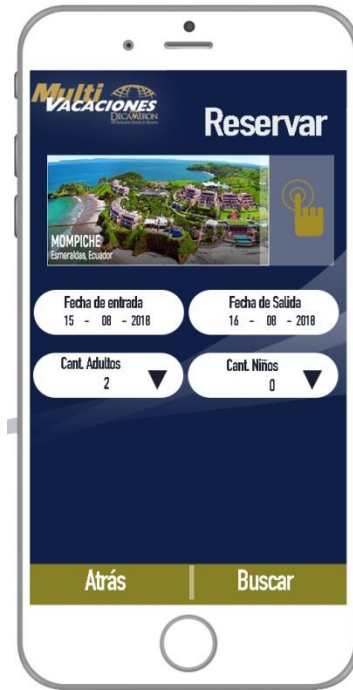 Multi
VACACIONES
DECAMERON
Reservar
MOMPICHE
Esmeraldas, Ecuador
Fecha de entrada
15 - 08 - 2018
Fecha de Salida
16 - 08 - 2018
Cant. Adultos
2
Cant. Niños
0
Atrás
Buscar